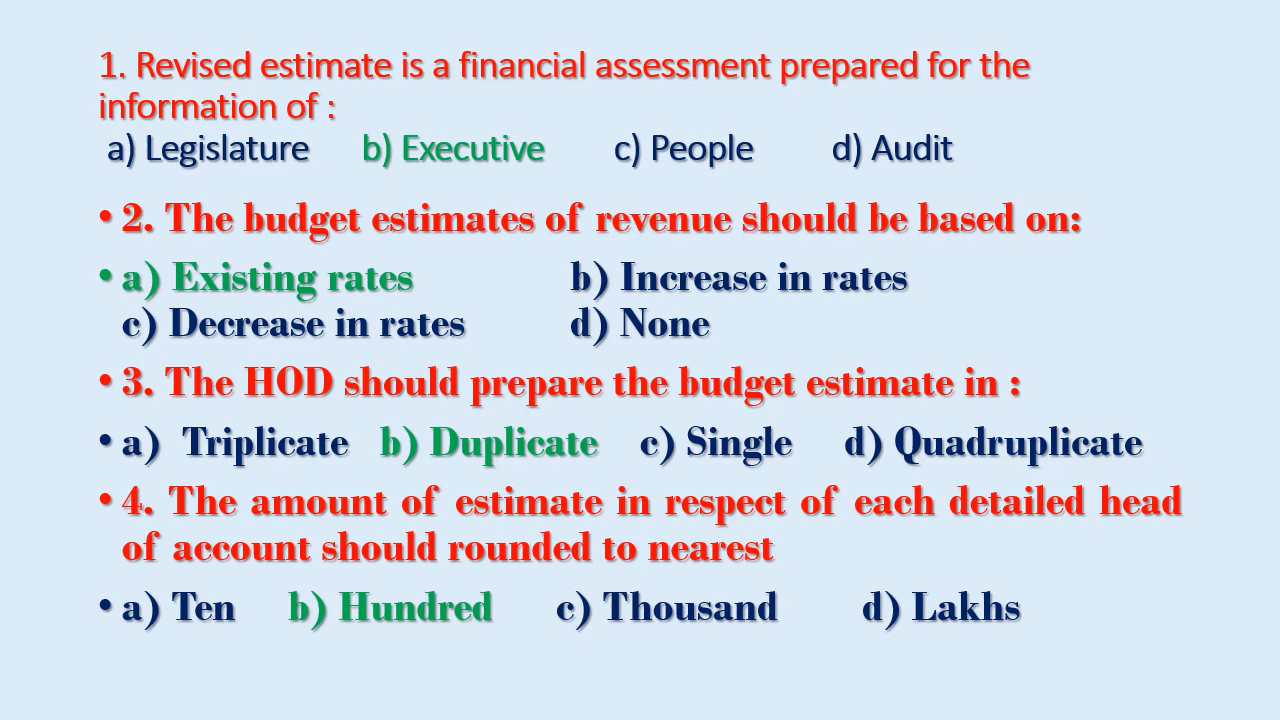 1. Revised estimate is a financial assessment prepared for the
information of :
a) Legislature b) Executive c) People d) Audit
• 2. The budget estimates of revenue should be based on:
• a) Existing rates b) Increase in rates
c) Decrease in rates d) None
• 3. The HOD should prepare the budget estimate in :
• a) Triplicate b) Duplicate c) Single d) Quadruplicate
• 4. The amount of estimate in respect of each detailed head
of account should rounded to nearest
• a) Ten b) Hundred c) Thousand d) Lakhs